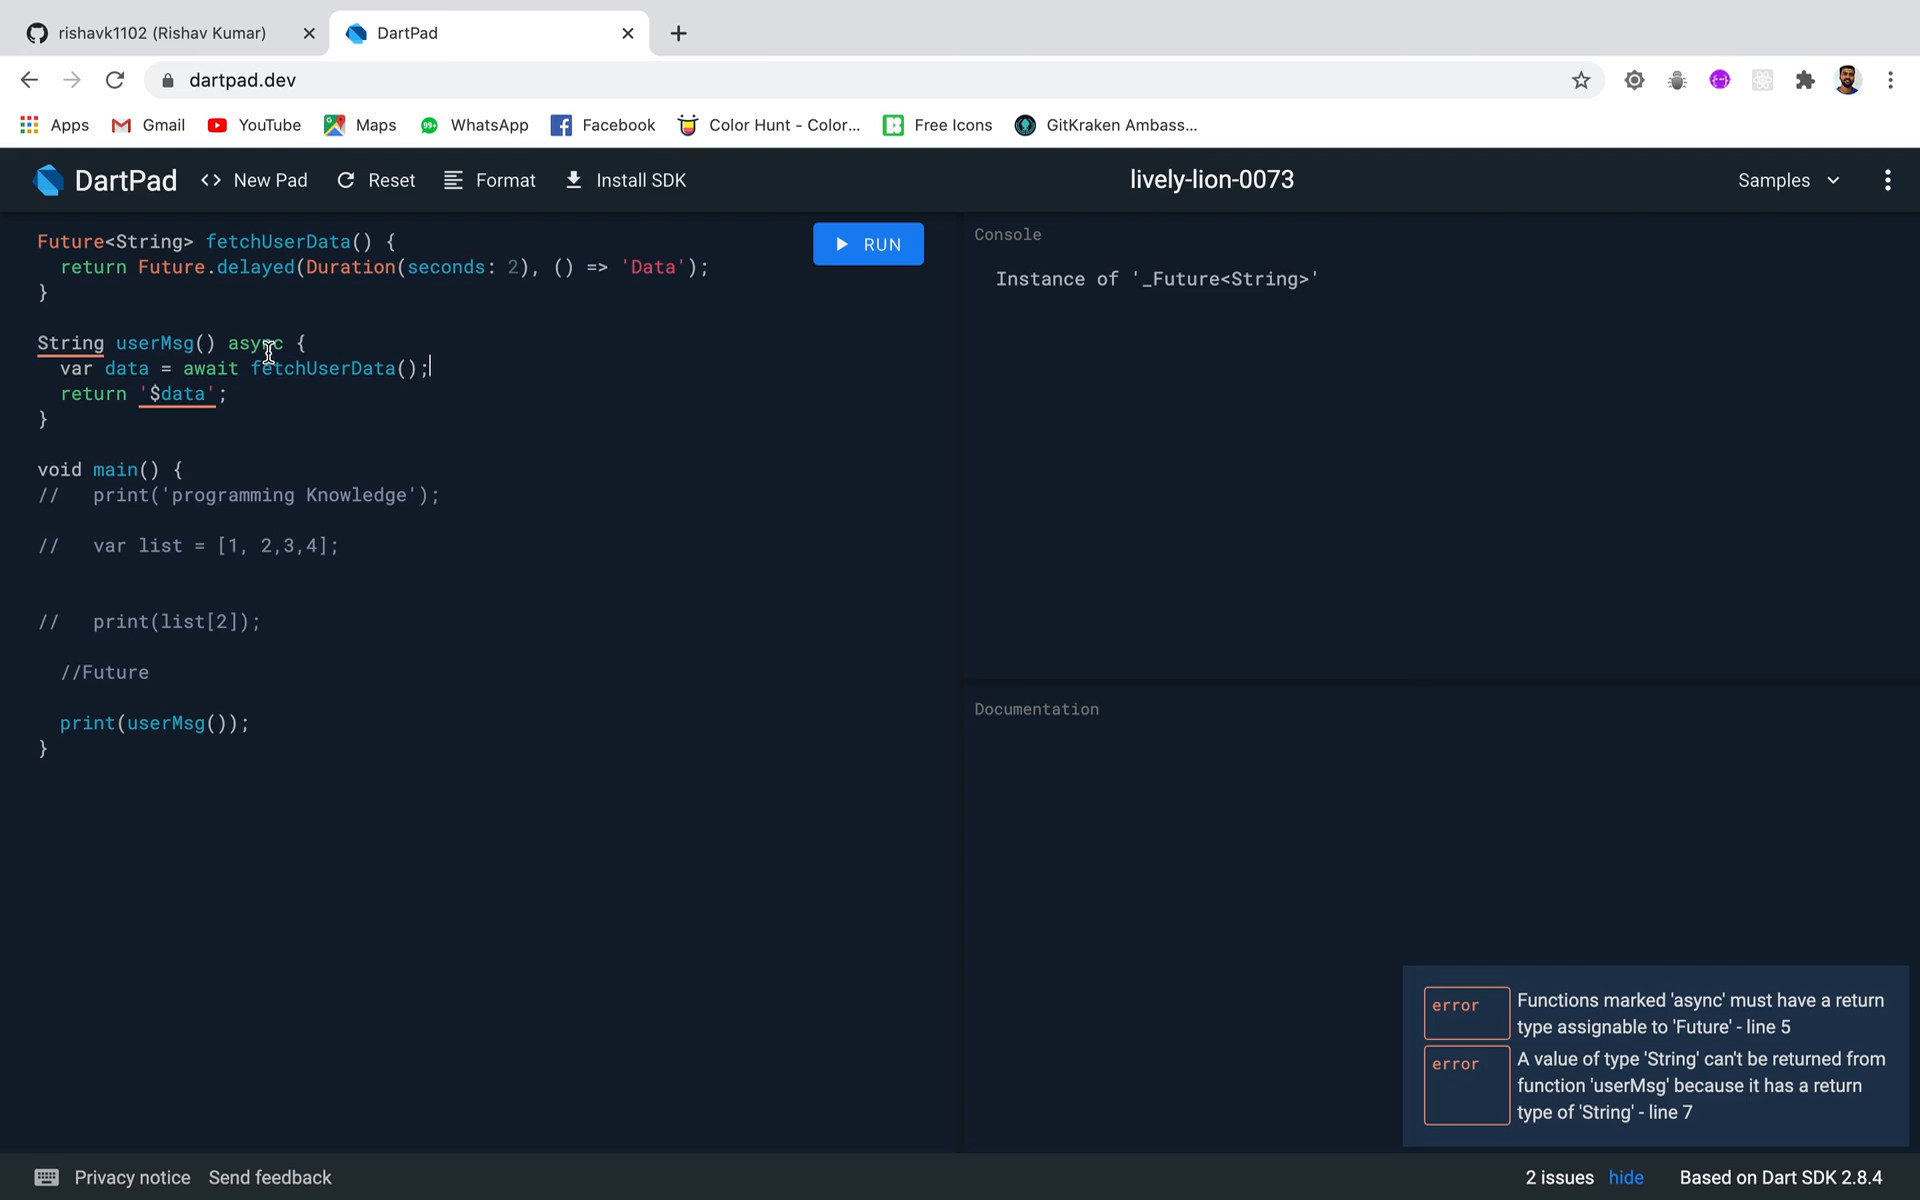 rishavk1102 (Rishav Kumar)
DartPad
dartpad.dev
Apps Gmail YouTube Maps 99+ WhatsApp Facebook Color Hunt - Color... Free Icons GitKraken Ambass...
DartPad <> New Pad Reset Format Install SDK lively-lion-0073 Samples
Future<String> fetchUserData() {
return Future.delayed(Duration(seconds: 2), () => 'Data');
}
String userMsg() async {
var data = await fetchUserData();
return '$data';
}
void main() {
// print('programming Knowledge');
// var list = [1, 2,3,4];
// print(list[2]);
//Future
print(userMsg());
}
RUN
Console
Instance of '_Future<String>'
Documentation
error Functions marked 'async' must have a return
type assignable to 'Future' - line 5
error A value of type 'String' can't be returned from
function 'userMsg' because it has a return
type of 'String' - line 7
Privacy notice Send feedback 2 issues hide Based on Dart SDK 2.8.4